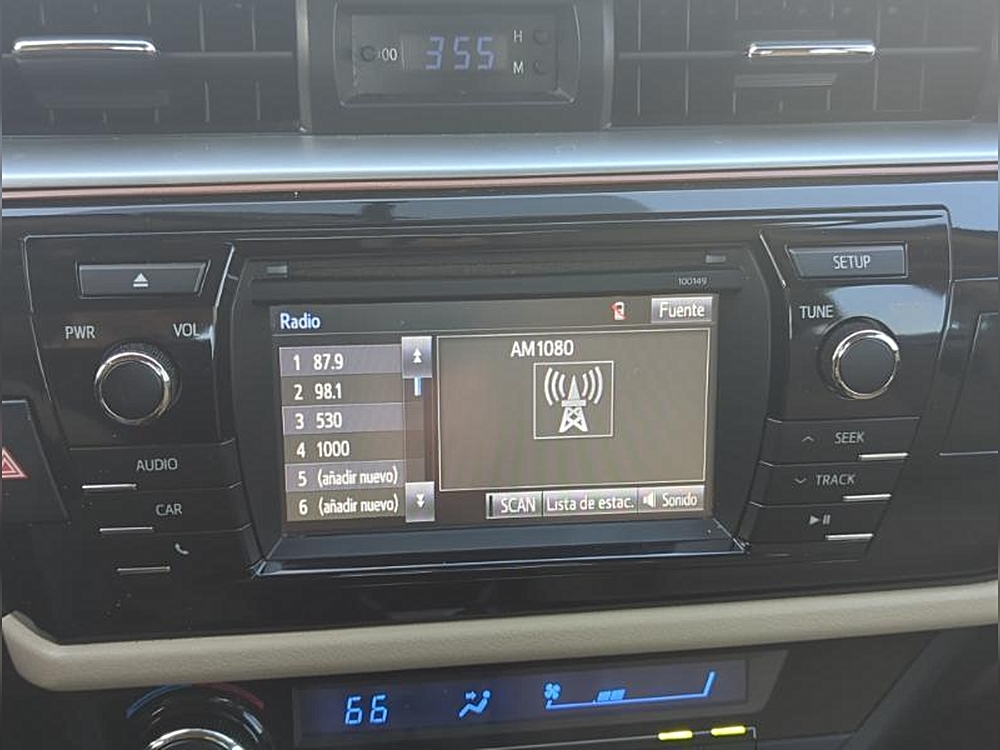 :00 355 H
M
SETUP
100149
PWR VOL
TUNE
Radio Fuente
1 87.9
2 98.1
3 530
4 1000
5 (añadir nuevo)
6 (añadir nuevo)
AM1080
SCAN Lista de estac. Sonido
AUDIO
CAR
SEEK
TRACK
66